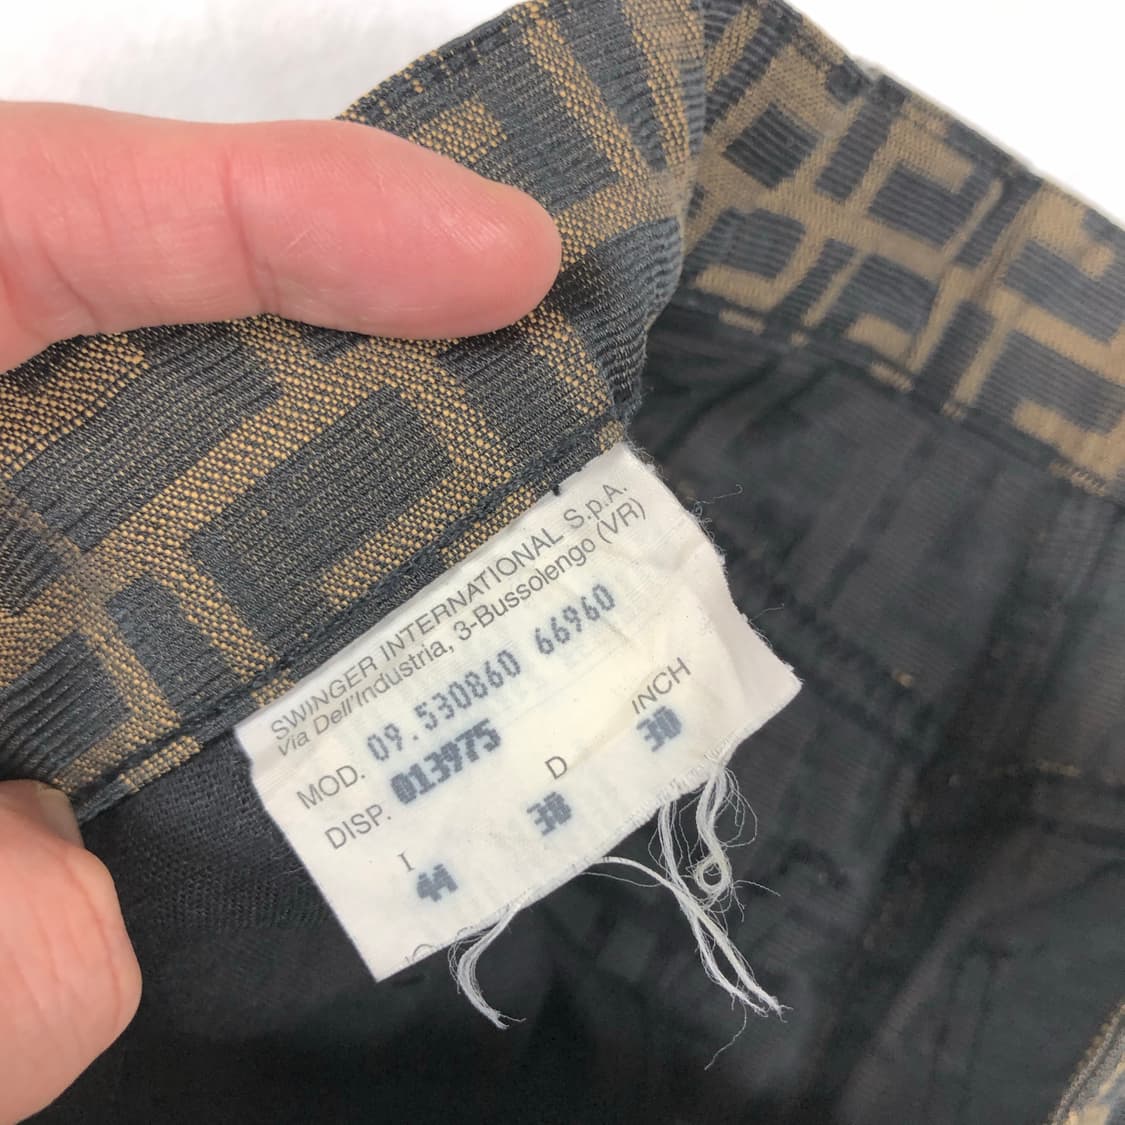 SWINGER INTERNATIONAL S.p.A.
Via Dell'Industria, 3-Bussolengo (VR)
MOD. 09.530860 66960
DISP. 013975
I D INCH
44 38 30